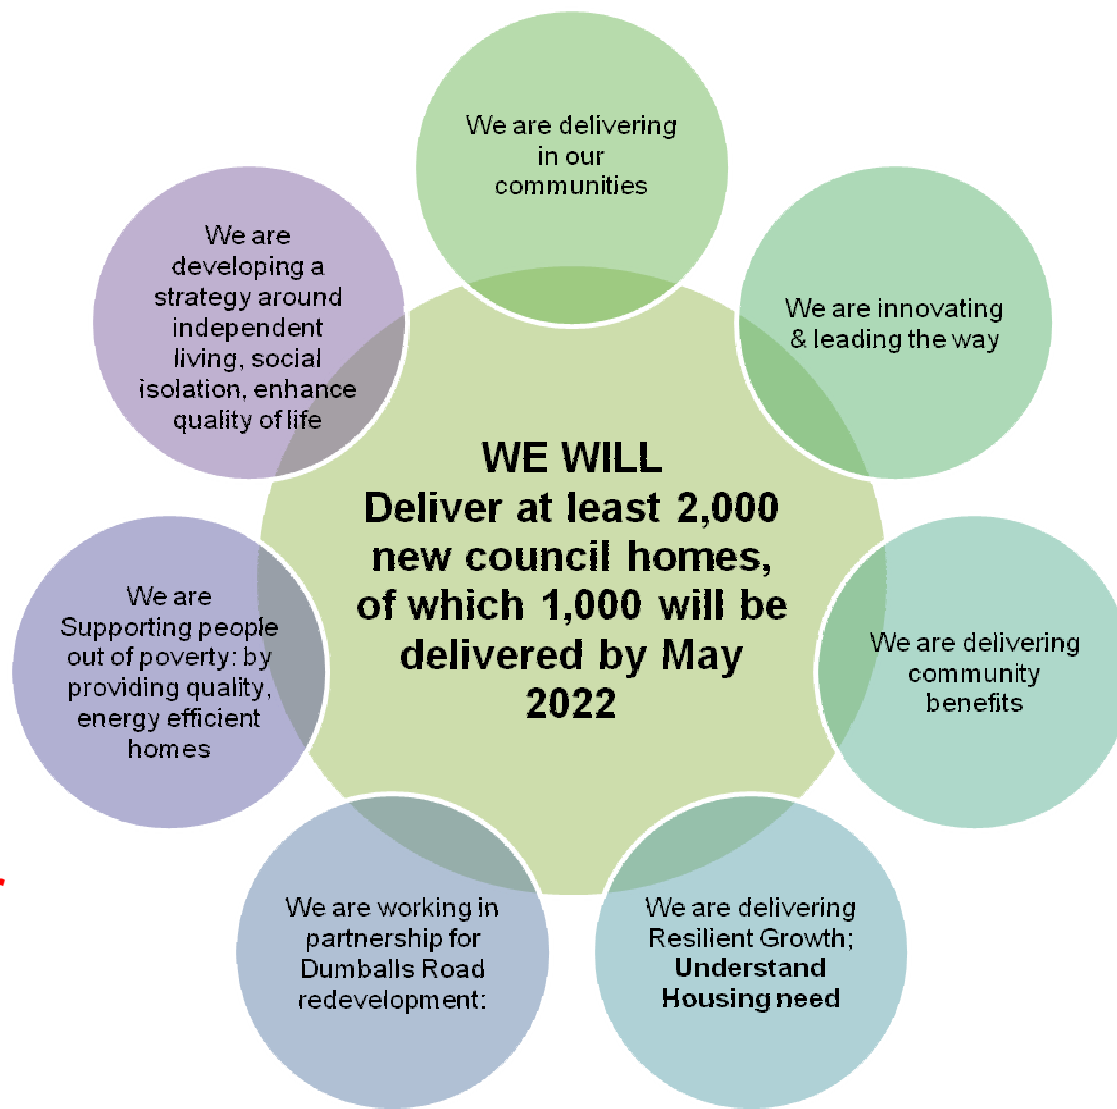 We are delivering
in our
communities
We are innovating
& leading the way
We are delivering
community
benefits
We are delivering
Resilient Growth;
Understand
Housing need
We are working in
partnership for
Dumballs Road
redevelopment:
We are
Supporting people
out of poverty: by
providing quality,
energy efficient
homes
We are
developing a
strategy around
independent
living, social
isolation, enhance
quality of life
WE WILL
Deliver at least 2,000
new council homes,
of which 1,000 will be
delivered by May
2022